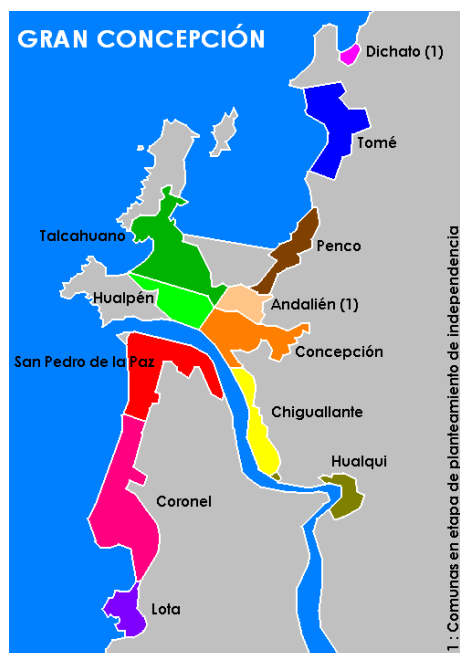 GRAN CONCEPCIÓN
Dichato (1)
Tomé
Talcahuano
Penco
Hualpén
Andalién (1)
Concepción
San Pedro de la Paz
Chiguallante
Hualqui
Coronel
Lota
1 : Comunas en etapa de planteamiento de independencia